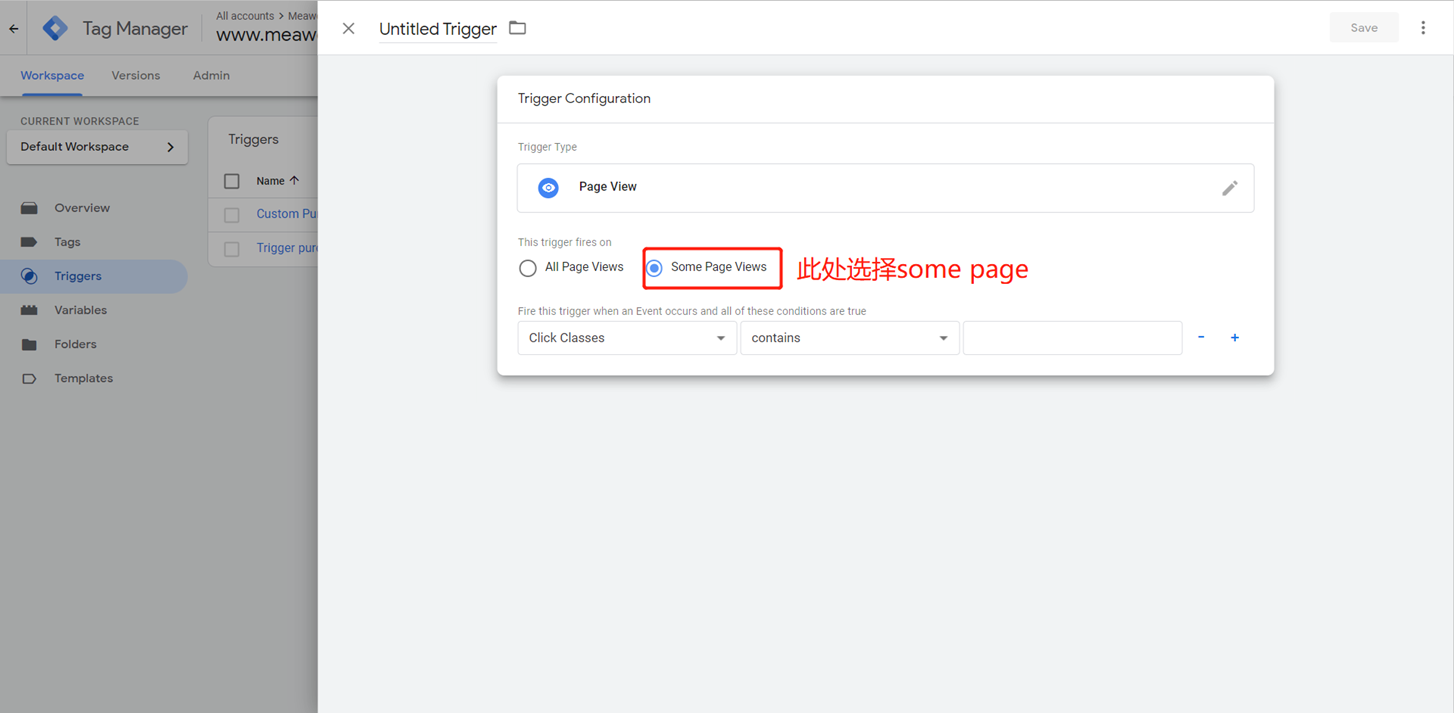 All accounts > Meaw
Tag Manager
www.meaw
Untitled Trigger
Save
Workspace Versions Admin
CURRENT WORKSPACE
Default Workspace
Overview
Tags
Triggers
Variables
Folders
Templates
Triggers
Name
Custom Pu
Trigger pur
Trigger Configuration
Trigger Type
Page View
This trigger fires on
All Page Views Some Page Views 此处选择some page
Fire this trigger when an Event occurs and all of these conditions are true
Click Classes contains - +